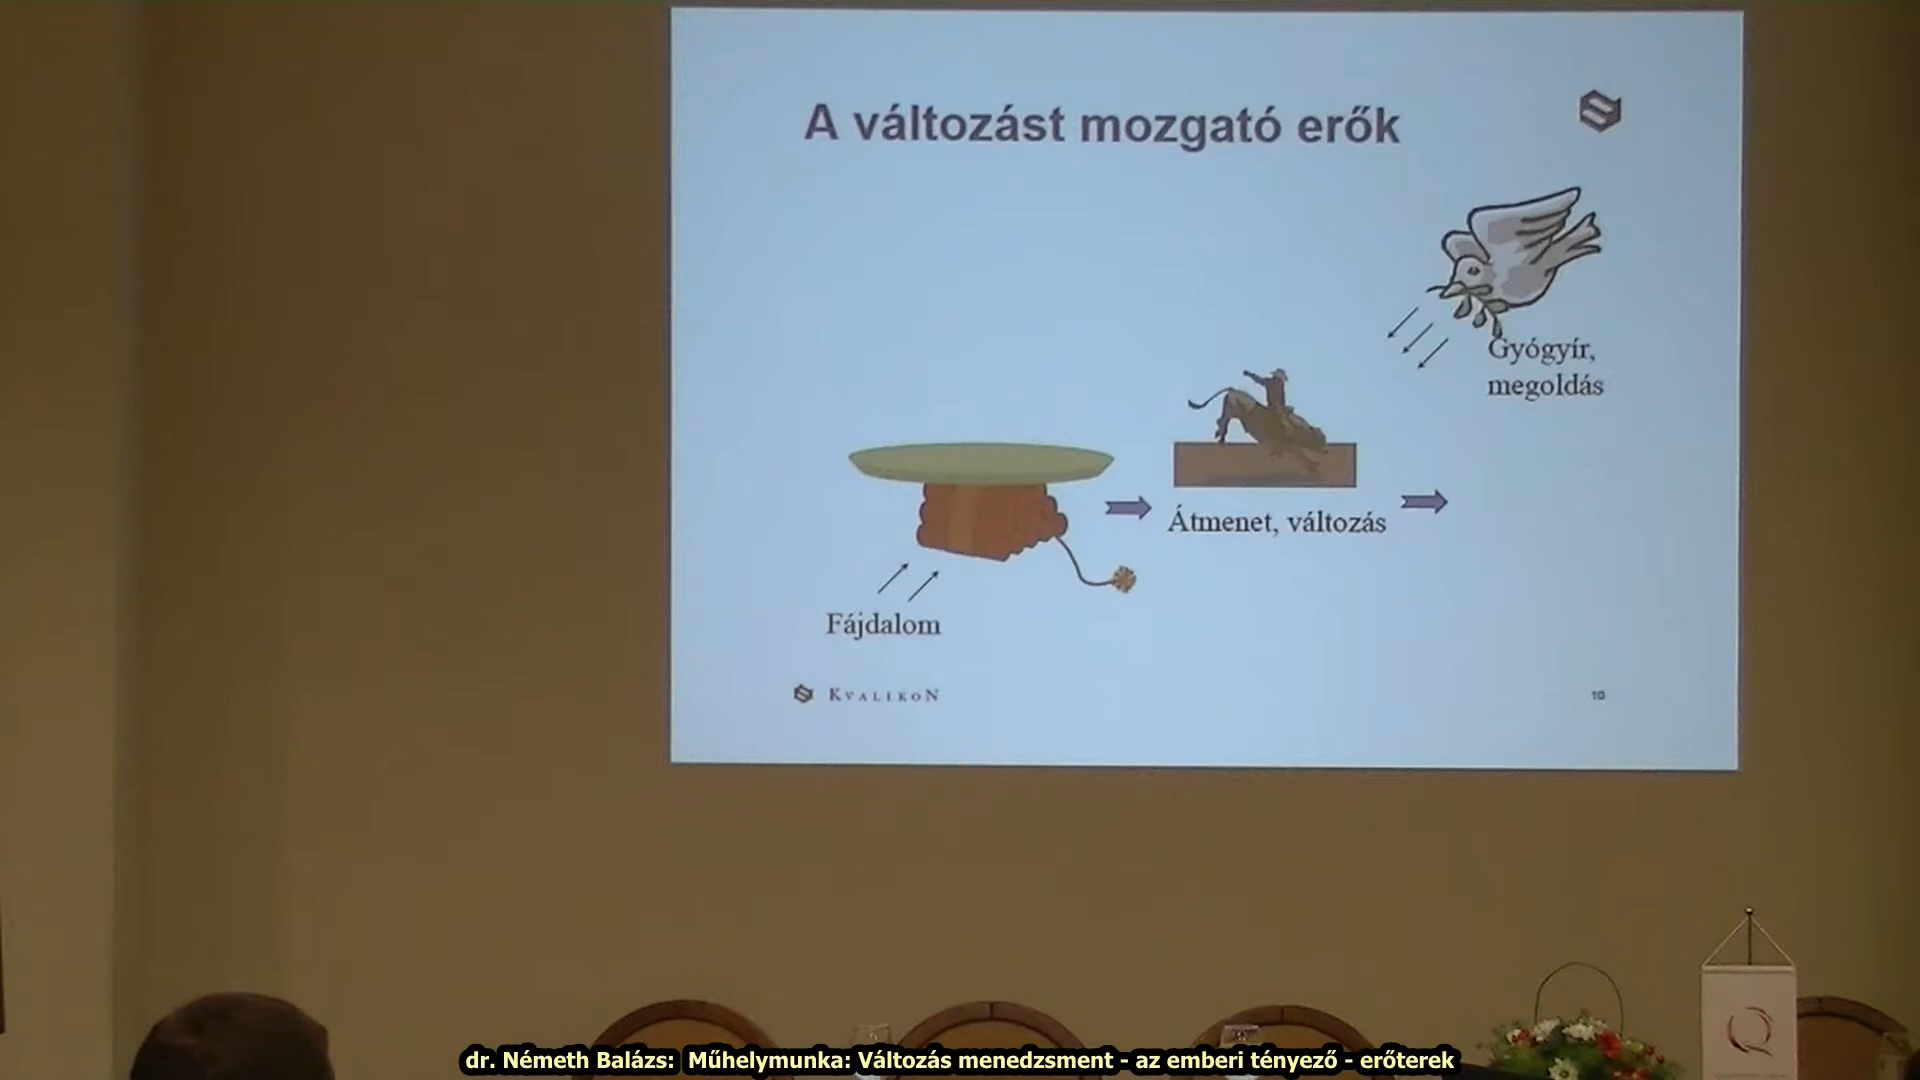 A változást mozgató erők
Gyógyír,
megoldás
Átmenet, változás
Fájdalom
KVALIKON
10
dr. Németh Balázs: Műhelymunka: Változás menedzsment - az emberi tényező - erőterek